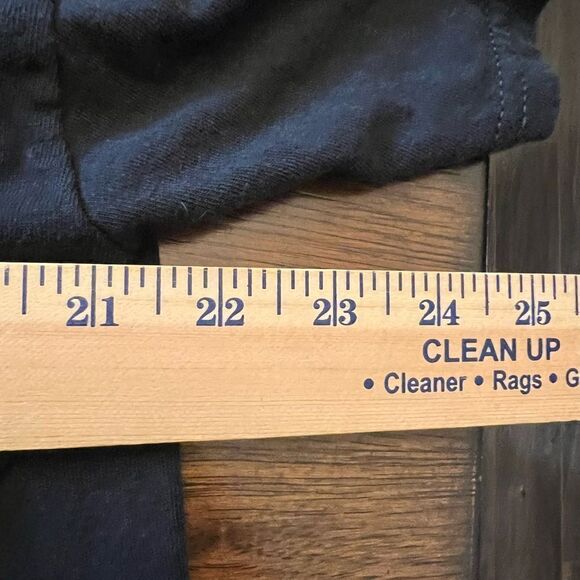 21 22 23 24 25
CLEAN UP
• Cleaner • Rags • G